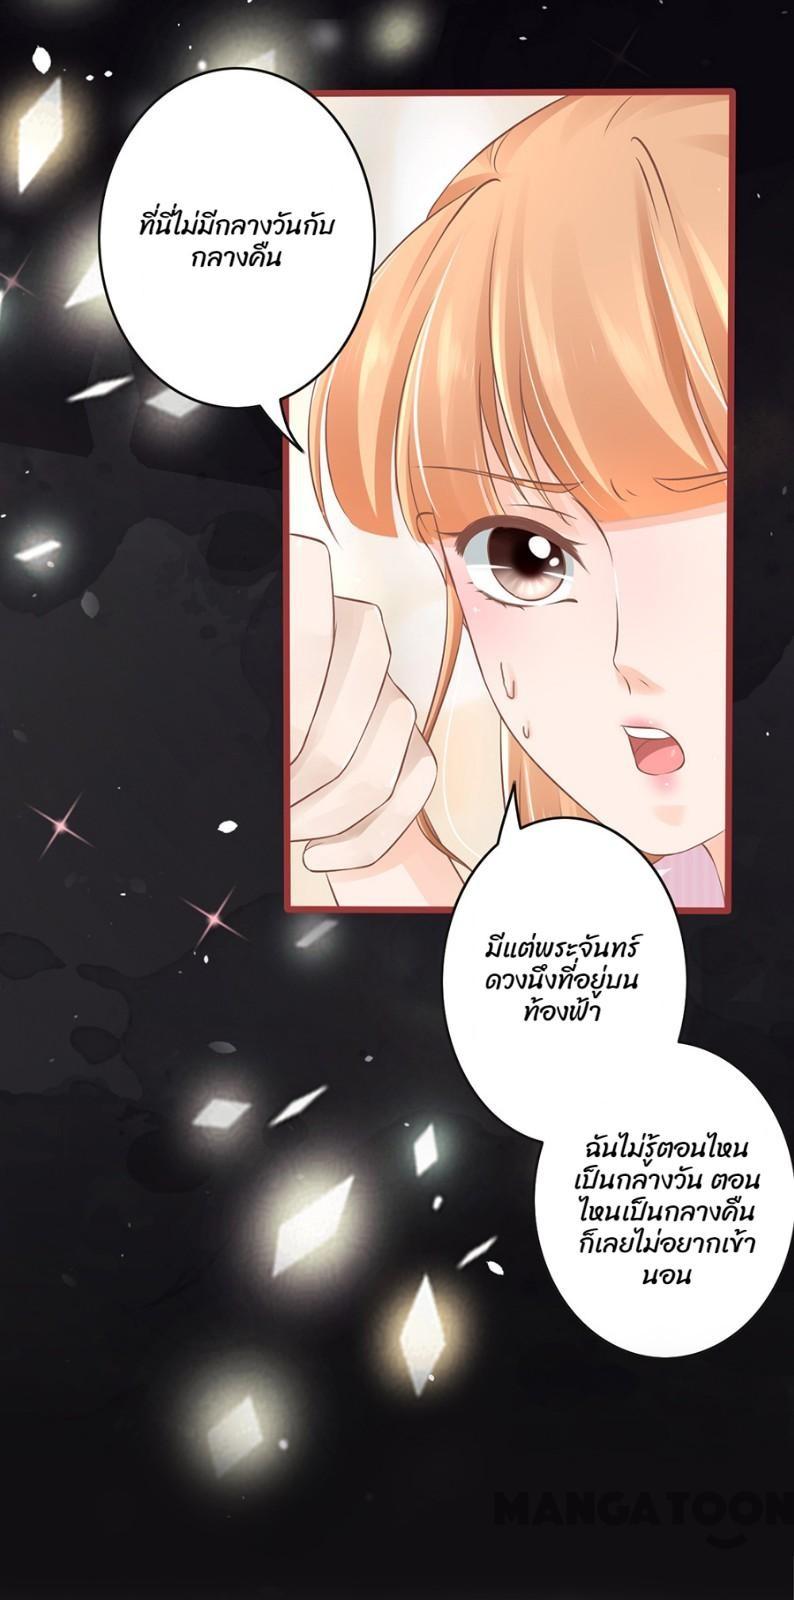 ที่นี่ไม่มีกลางวันกับ
กลางคืน
มีแต่พระจันทร์
ดวงนึงที่อยู่บน
ท้องฟ้า
ฉันไม่รู้ตอนไหน
เป็นกลางวัน ตอน
ไหนเป็นกลางคืน
ก็เลยไม่อยากเข้า
นอน
MANGATOON